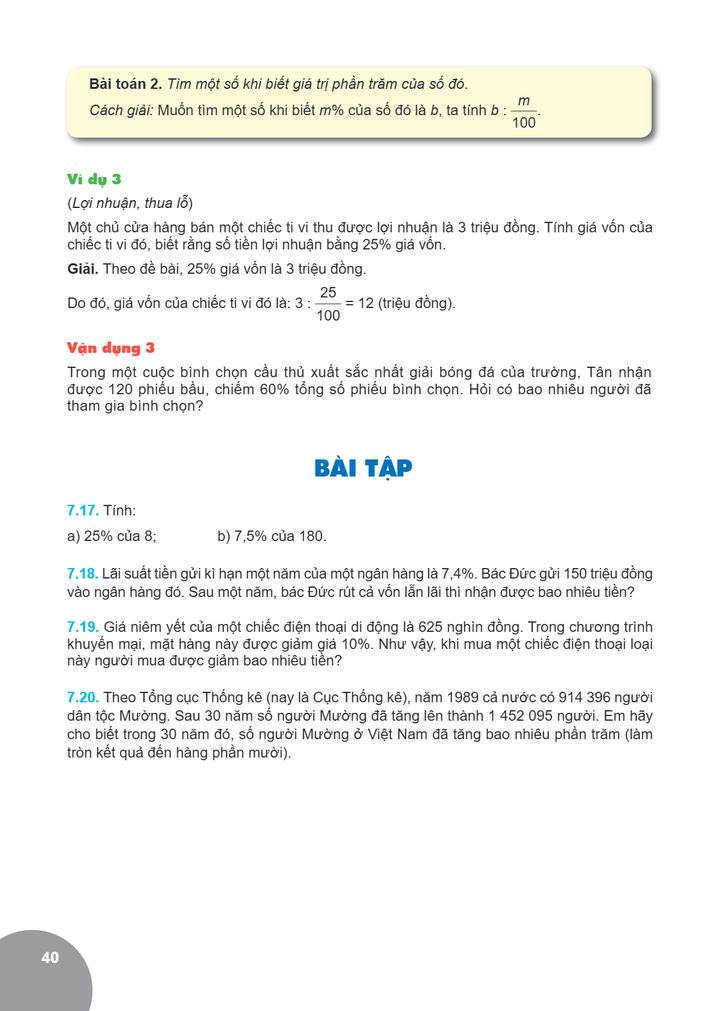 Bài toán 2. Tìm một số khi biết giá trị phần trăm của số đó.
Cách giải: Muốn tìm một số khi biết m% của số đó là b, ta tính b : m/100.
Ví dụ 3
(Lợi nhuận, thua lỗ)
Một chủ cửa hàng bán một chiếc ti vi thu được lợi nhuận là 3 triệu đồng. Tính giá vốn của
chiếc ti vi đó, biết rằng số tiền lợi nhuận bằng 25% giá vốn.
Giải. Theo đề bài, 25% giá vốn là 3 triệu đồng.
Do đó, giá vốn của chiếc ti vi đó là: 3 : 25/100 = 12 (triệu đồng).
Vận dụng 3
Trong một cuộc bình chọn cầu thủ xuất sắc nhất giải bóng đá của trường, Tân nhận
được 120 phiếu bầu, chiếm 60% tổng số phiếu bình chọn. Hỏi có bao nhiêu người đã
tham gia bình chọn?
BÀI TẬP
7.17. Tính:
a) 25% của 8; b) 7,5% của 180.
7.18. Lãi suất tiền gửi kì hạn một năm của một ngân hàng là 7,4%. Bác Đức gửi 150 triệu đồng
vào ngân hàng đó. Sau một năm, bác Đức rút cả vốn lẫn lãi thì nhận được bao nhiêu tiền?
7.19. Giá niêm yết của một chiếc điện thoại di động là 625 nghìn đồng. Trong chương trình
khuyến mại, mặt hàng này được giảm giá 10%. Như vậy, khi mua một chiếc điện thoại loại
này người mua được giảm bao nhiêu tiền?
7.20. Theo Tổng cục Thống kê (nay là Cục Thống kê), năm 1989 cả nước có 914 396 người
dân tộc Mường. Sau 30 năm số người Mường đã tăng lên thành 1 452 095 người. Em hãy
cho biết trong 30 năm đó, số người Mường ở Việt Nam đã tăng bao nhiêu phần trăm (làm
tròn kết quả đến hàng phần mười).
40